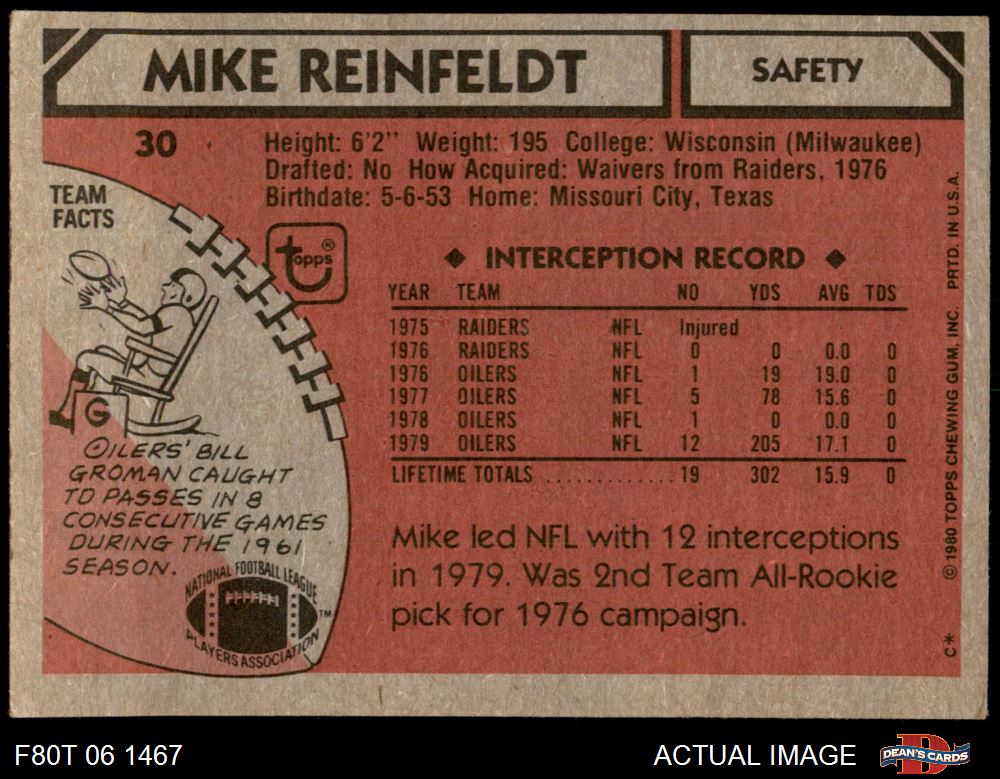 MIKE REINFELDT
SAFETY
30
Height: 6'2" Weight: 195 College: Wisconsin (Milwaukee)
Drafted: No How Acquired: Waivers from Raiders, 1976
Birthdate: 5-6-53 Home: Missouri City, Texas
TEAM
FACTS
topps ®
◆ INTERCEPTION RECORD ◆
YEAR TEAM NO YDS AVG TDS
1975 RAIDERS NFL Injured
1976 RAIDERS NFL 0 0 0.0 0
1976 OILERS NFL 1 19 19.0 0
1977 OILERS NFL 5 78 15.6 0
1978 OILERS NFL 1 0 0.0 0
1979 OILERS NFL 12 205 17.1 0
LIFETIME TOTALS ............. 19 302 15.9 0
G
OILERS' BILL
GROMAN CAUGHT
TD PASSES IN 8
CONSECUTIVE GAMES
DURING THE 1961
SEASON.
NATIONAL FOOTBALL LEAGUE
PLAYERS ASSOCIATION
TM
Mike led NFL with 12 interceptions
in 1979. Was 2nd Team All-Rookie
pick for 1976 campaign.
C* © 1980 TOPPS CHEWING GUM, INC. PRTD. IN U.S.A.
F80T 06 1467
ACTUAL IMAGE
D
DEAN'S CARDS